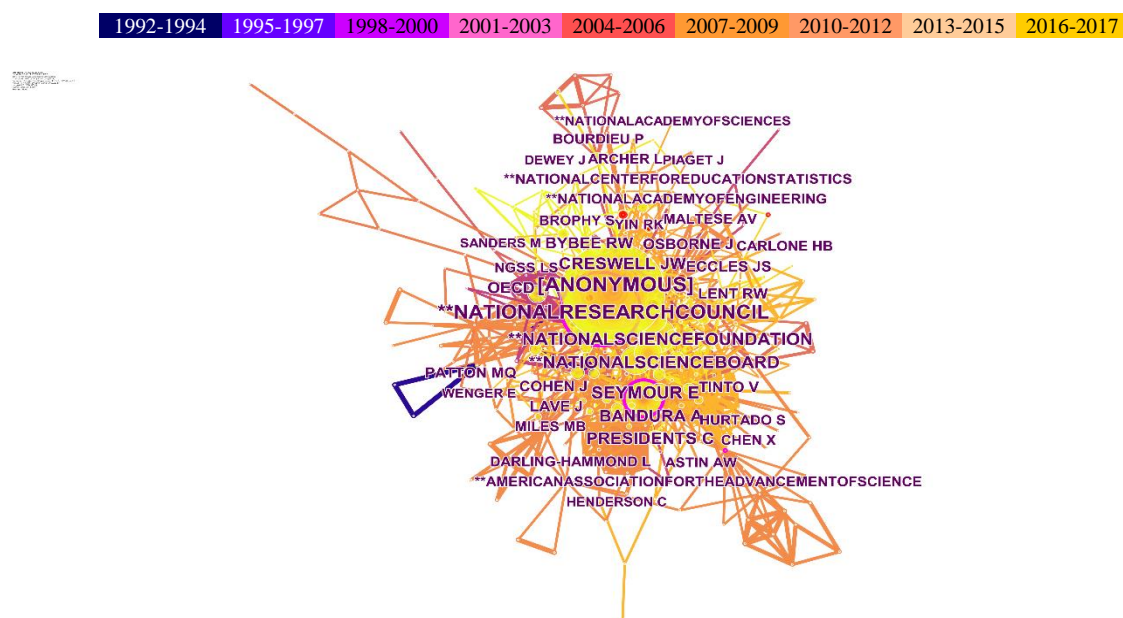 1992-1994 1995-1997 1998-2000 2001-2003 2004-2006 2007-2009 2010-2012 2013-2015 2016-2017
**NATIONALACADEMYOFSCIENCES
BOURDIEU P
DEWEY J ARCHER L PIAGET J
**NATIONALCENTERFOREDUCATIONSTATISTICS
**NATIONALACADEMYOFENGINEERING
BROPHY S YIN RK MALTESE AV
SANDERS M BYBEE RW OSBORNE J CARLONE HB
NGSS LS CRESWELL JW ECCLES JS
OECD [ANONYMOUS] LENT RW
**NATIONALRESEARCHCOUNCIL
**NATIONALSCIENCEFOUNDATION
**NATIONALSCIENCEBOARD
PATTON MQ
WENGER E COHEN J SEYMOUR E TINTO V
LAVE J BANDURA A HURTADO S
MILES MB PRESIDENTS C CHEN X
DARLING-HAMMOND L ASTIN AW
**AMERICANASSOCIATIONFORTHEADVANCEMENTOFSCIENCE
HENDERSON C